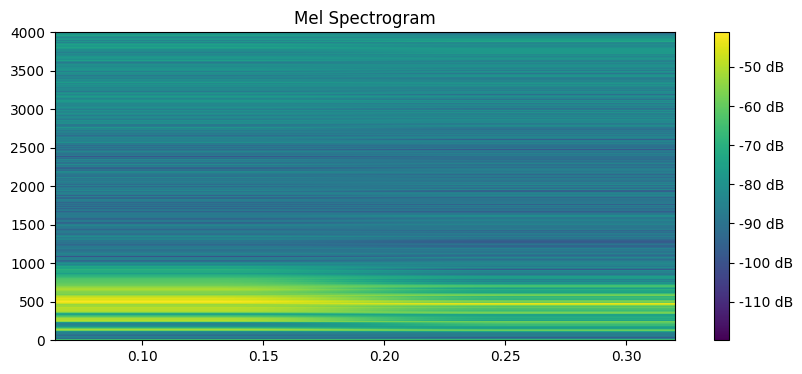 Mel Spectrogram
4000
3500
3000
2500
2000
1500
1000
500
0
0.10 0.15 0.20 0.25 0.30
-50 dB
-60 dB
-70 dB
-80 dB
-90 dB
-100 dB
-110 dB